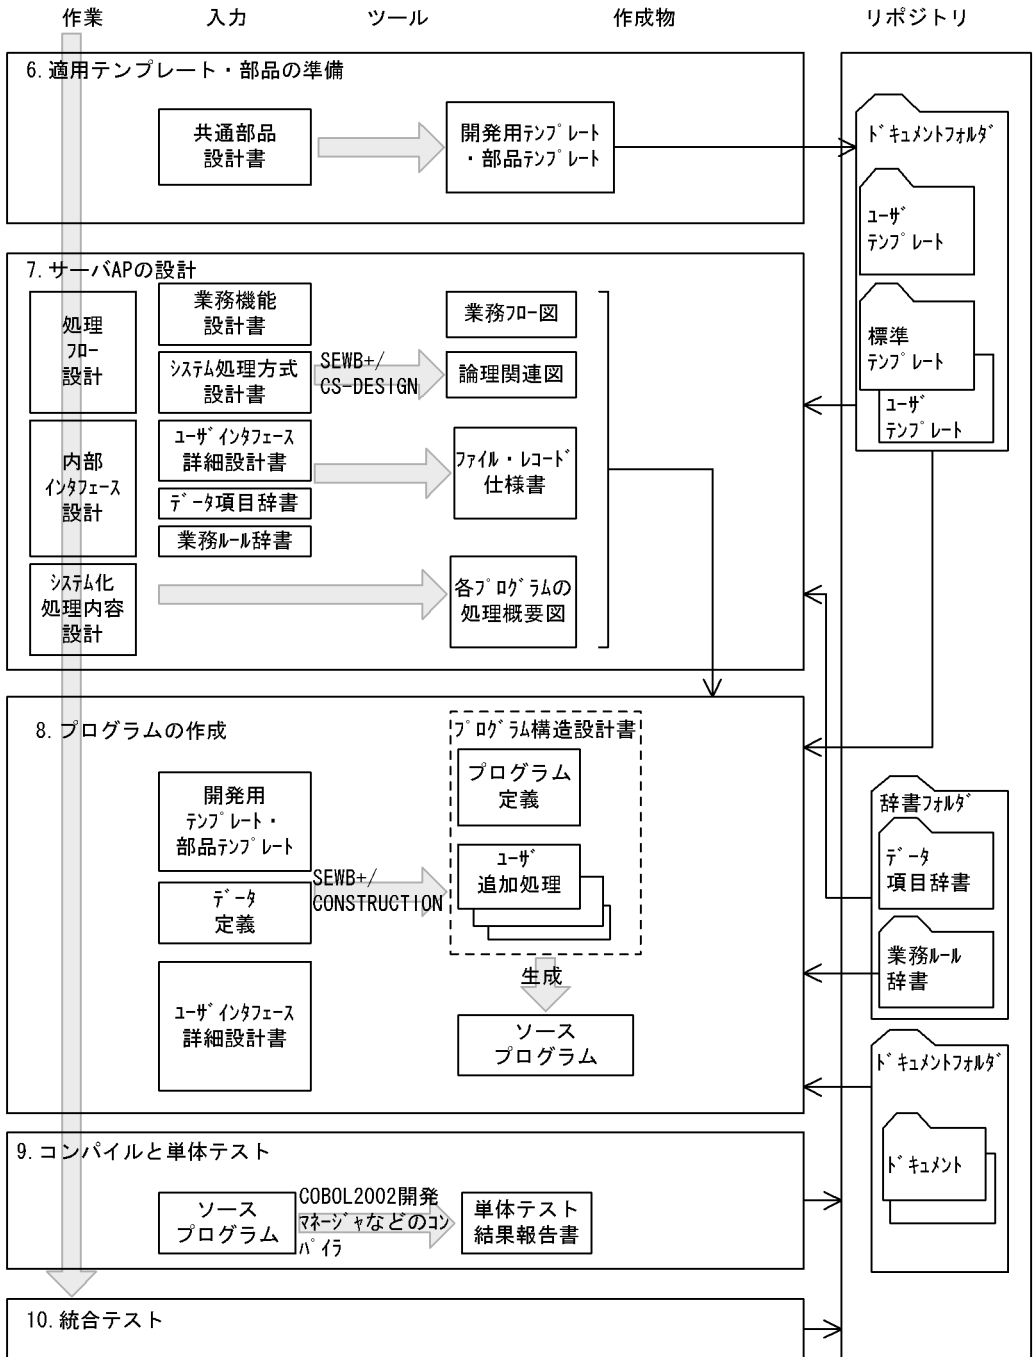 作業 入力 ツール 作成物 リポジトリ
6. 適用テンプレート・部品の準備
共通部品
設計書
開発用テンプレート
・部品テンプレート
ドキュメントフォルダ
ユーザ
テンプレート
標準
テンプレート
ユーザ
テンプレート
7. サーバAPの設計
処理
フロー
設計
業務機能
設計書
システム処理方式
設計書
SEWB+/
CS-DESIGN
業務フロー図
論理関連図
内部
インタフェース
設計
ユーザインタフェース
詳細設計書
データ項目辞書
業務ルール辞書
ファイル・レコード
仕様書
システム化
処理内容
設計
各プログラムの
処理概要図
8. プログラムの作成
開発用
テンプレート・
部品テンプレート
データ
定義
ユーザインタフェース
詳細設計書
SEWB+/
CONSTRUCTION
プログラム構造設計書
プログラム
定義
ユーザ
追加処理
生成
ソース
プログラム
辞書フォルダ
データ
項目辞書
業務ルール
辞書
ドキュメントフォルダ
ドキュメント
9. コンパイルと単体テスト
ソース
プログラム
COBOL2002開発
マネージャなどのコン
パイラ
単体テスト
結果報告書
10. 統合テスト